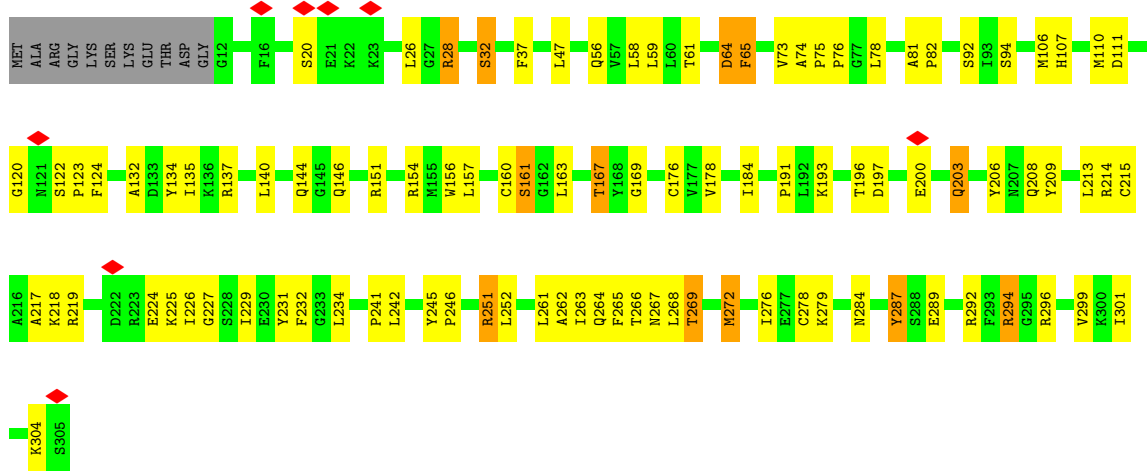 MET ALA ARG GLY LYS SER LYS GLU THR ASP GLY G12 F16 S20 E21 K22 K23 L26 G27 R28 S32 F37 L47 Q56 V57 L58 L59 L60 T61 D64 F65 V73 A74 P75 P76 G77 L78 A81 P82 S92 I93 S94 M106 H107 M110 D111
G120 N121 S122 P123 F124 A132 D133 Y134 I135 K136 R137 L140 Q144 G145 Q146 R151 R154 M155 W156 L157 C160 S161 G162 L163 T167 Y168 G169 C176 V177 V178 I184 P191 L192 K193 T196 D197 E200 Q203 Y206 N207 Q208 Y209 L213 R214 C215
A216 A217 K218 R219 D222 R223 E224 K225 I226 G227 S228 I229 E230 Y231 F232 G233 L234 P241 L242 Y245 P246 R251 L252 L261 A262 I263 Q264 F265 T266 N267 L268 T269 M272 I276 E277 C278 K279 N284 Y287 S288 E289 R292 F293 R294 G295 R296 V299 K300 I301
K304 S305